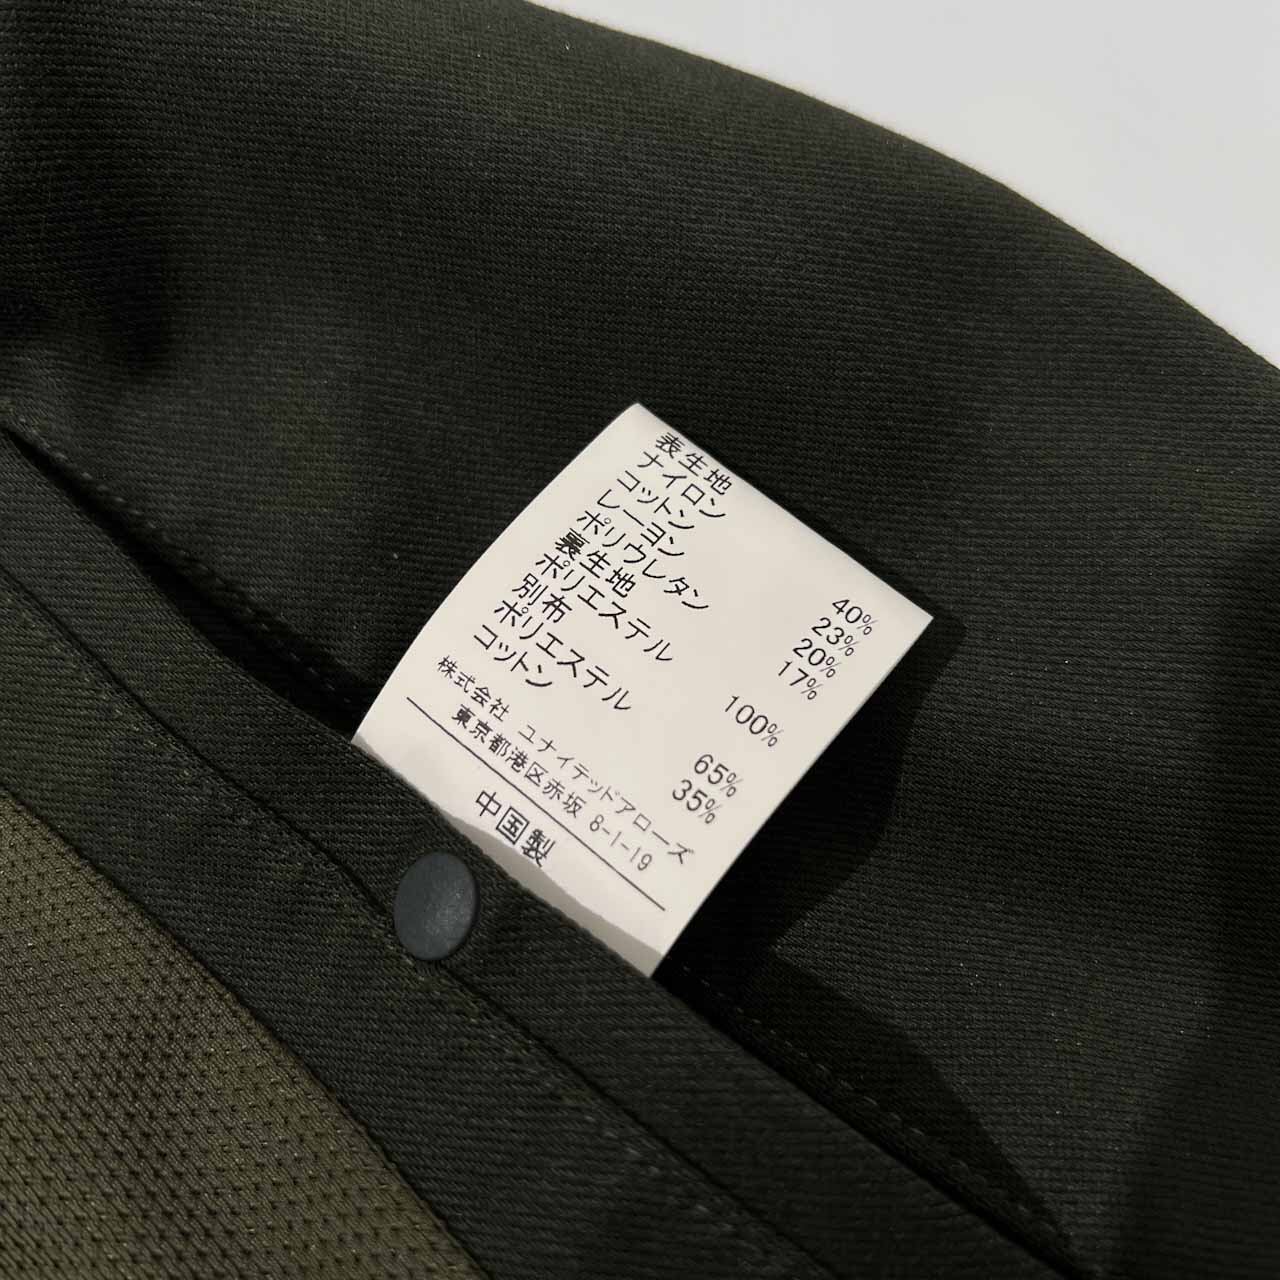 表生地
ナイロン 40%
コットン 23%
レーヨン 20%
ポリウレタン 17%
裏生地
ポリエステル 100%
別布
ポリエステル 65%
コットン 35%
株式会社 ユナイテッドアローズ
東京都港区赤坂 8-1-19
中国製